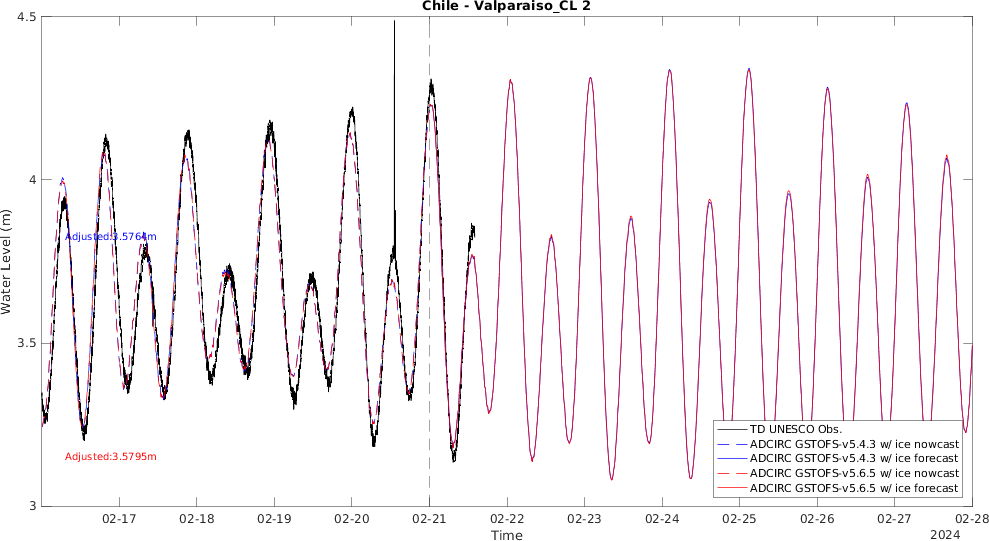 Chile - Valparaiso_CL 2
Water Level (m)
4.5
4
3.5
3
Adjusted:3.5764m
Adjusted:3.5795m
TD UNESCO Obs.
ADCIRC GSTOFS-v5.4.3 w/ ice nowcast
ADCIRC GSTOFS-v5.4.3 w/ ice forecast
ADCIRC GSTOFS-v5.6.5 w/ ice nowcast
ADCIRC GSTOFS-v5.6.5 w/ ice forecast
02-17 02-18 02-19 02-20 02-21 02-22 02-23 02-24 02-25 02-26 02-27 02-28
Time
2024